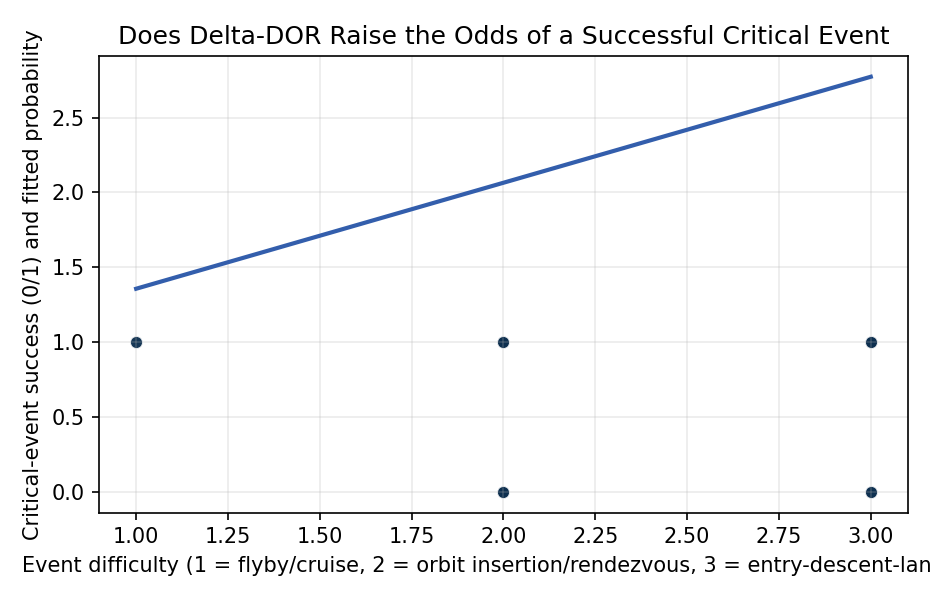 Does Delta-DOR Raise the Odds of a Successful Critical Event
Critical-event success (0/1) and fitted probability
2.5
2.0
1.5
1.0
0.5
0.0
1.00 1.25 1.50 1.75 2.00 2.25 2.50 2.75 3.00
Event difficulty (1 = flyby/cruise, 2 = orbit insertion/rendezvous, 3 = entry-descent-lan